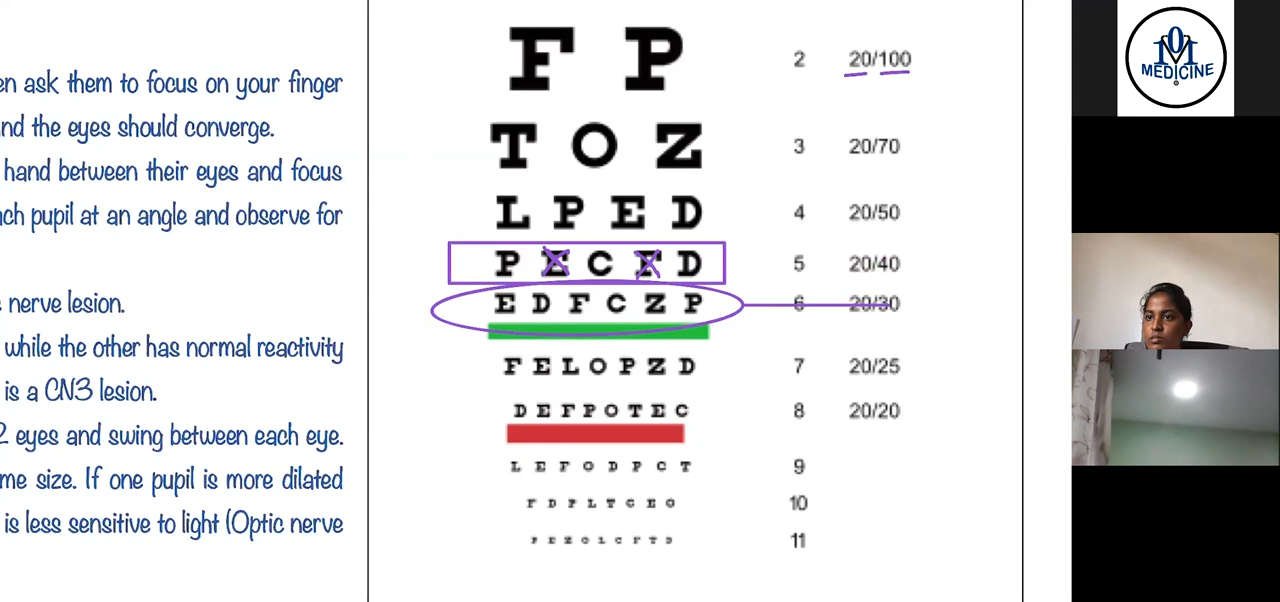 en ask them to focus on your finger
nd the eyes should converge.
hand between their eyes and focus
ch pupil at an angle and observe for
nerve lesion.
while the other has normal reactivity
is a CN3 lesion.
2 eyes and swing between each eye.
me size. If one pupil is more dilated
is less sensitive to light (Optic nerve
F P 2 20/100
T O Z 3 20/70
L P E D 4 20/50
P E C F D 5 20/40
E D F C Z P 6 20/30
F E L O P Z D 7 20/25
D E F P O T E C 8 20/20
L E F O D P C T 9
F D P L T C E O 10
11
MEDICINE